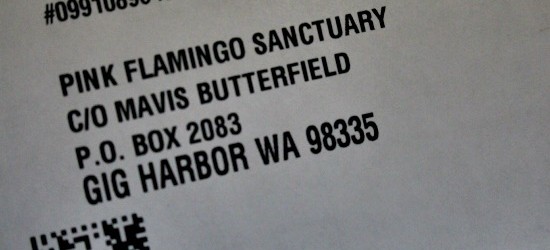 PINK FLAMINGO SANCTUARY
C/O MAVIS BUTTERFIELD
P.O. BOX 2083
GIG HARBOR WA 98335